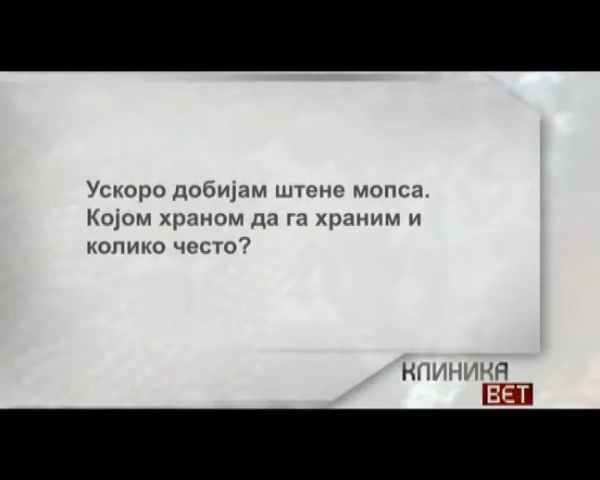 Ускоро добијам штене мопса.
Којом храном да га храним и
колико често?
КЛИНИКА
ВЕТ